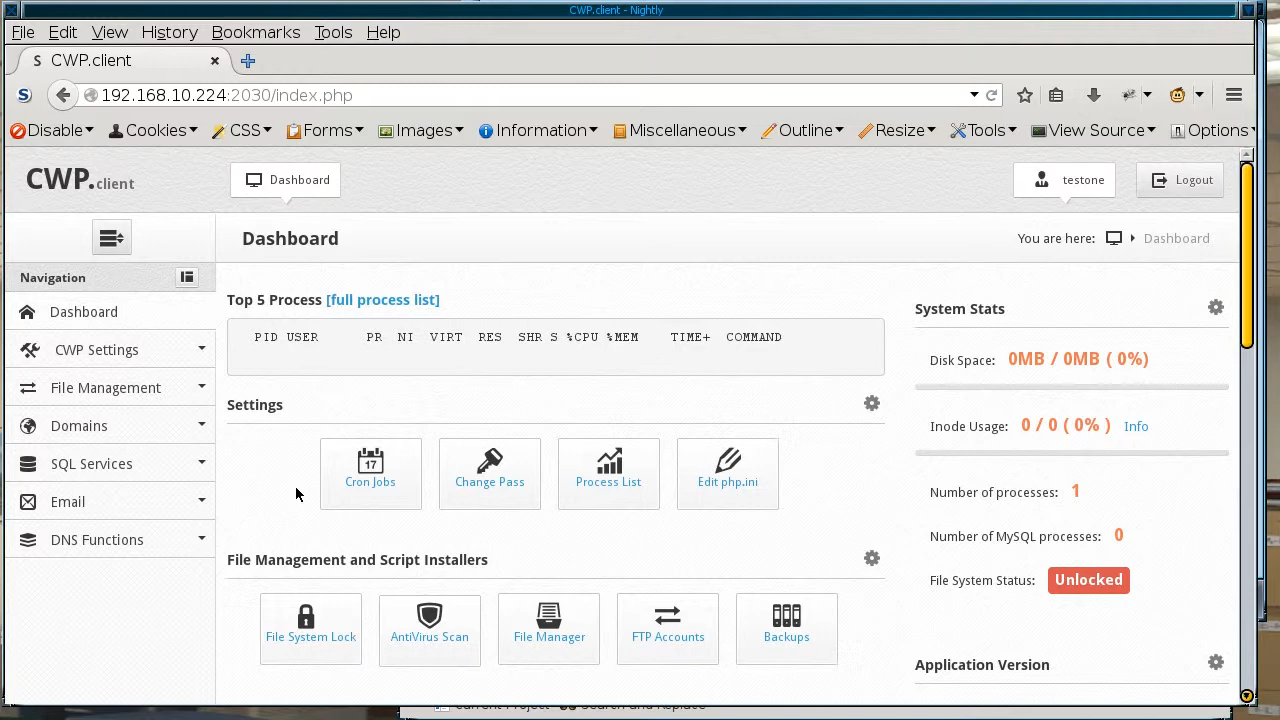 CWP.client - Nightly
File Edit View History Bookmarks Tools Help
S CWP.client
S 192.168.10.224:2030/index.php
Disable Cookies CSS Forms Images Information Miscellaneous Outline Resize Tools View Source Options
CWP.client Dashboard testone Logout
Dashboard You are here: Dashboard
Navigation
Dashboard
CWP Settings
File Management
Domains
SQL Services
Email
DNS Functions
Top 5 Process [full process list]
PID USER PR NI VIRT RES SHR S %CPU %MEM TIME+ COMMAND
Settings
17
Cron Jobs Change Pass Process List Edit php.ini
File Management and Script Installers
File System Lock AntiVirus Scan File Manager FTP Accounts Backups
System Stats
Disk Space: 0MB / 0MB ( 0%)
Inode Usage: 0 / 0 ( 0% ) Info
Number of processes: 1
Number of MySQL processes: 0
File System Status: Unlocked
Application Version
Current Project Search and Replace